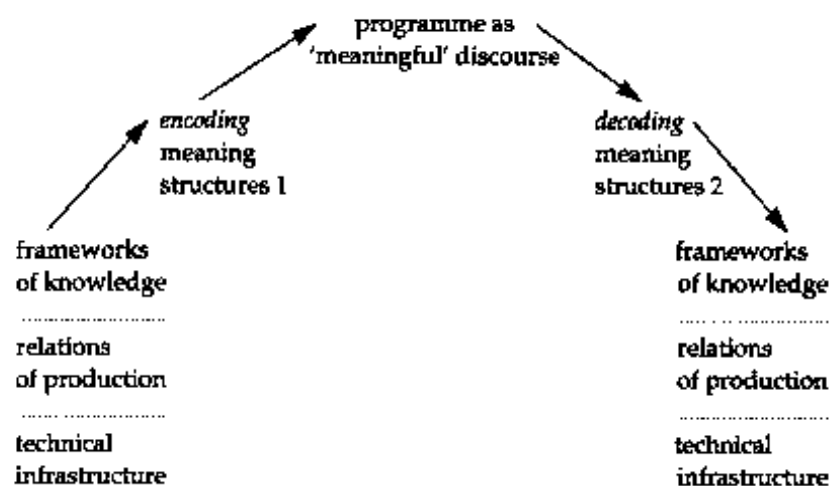 programme as
'meaningful' discourse
encoding
meaning
structures 1
decoding
meaning
structures 2
frameworks
of knowledge
relations
of production
technical
infrastructure
frameworks
of knowledge
relations
of production
technical
infrastructure